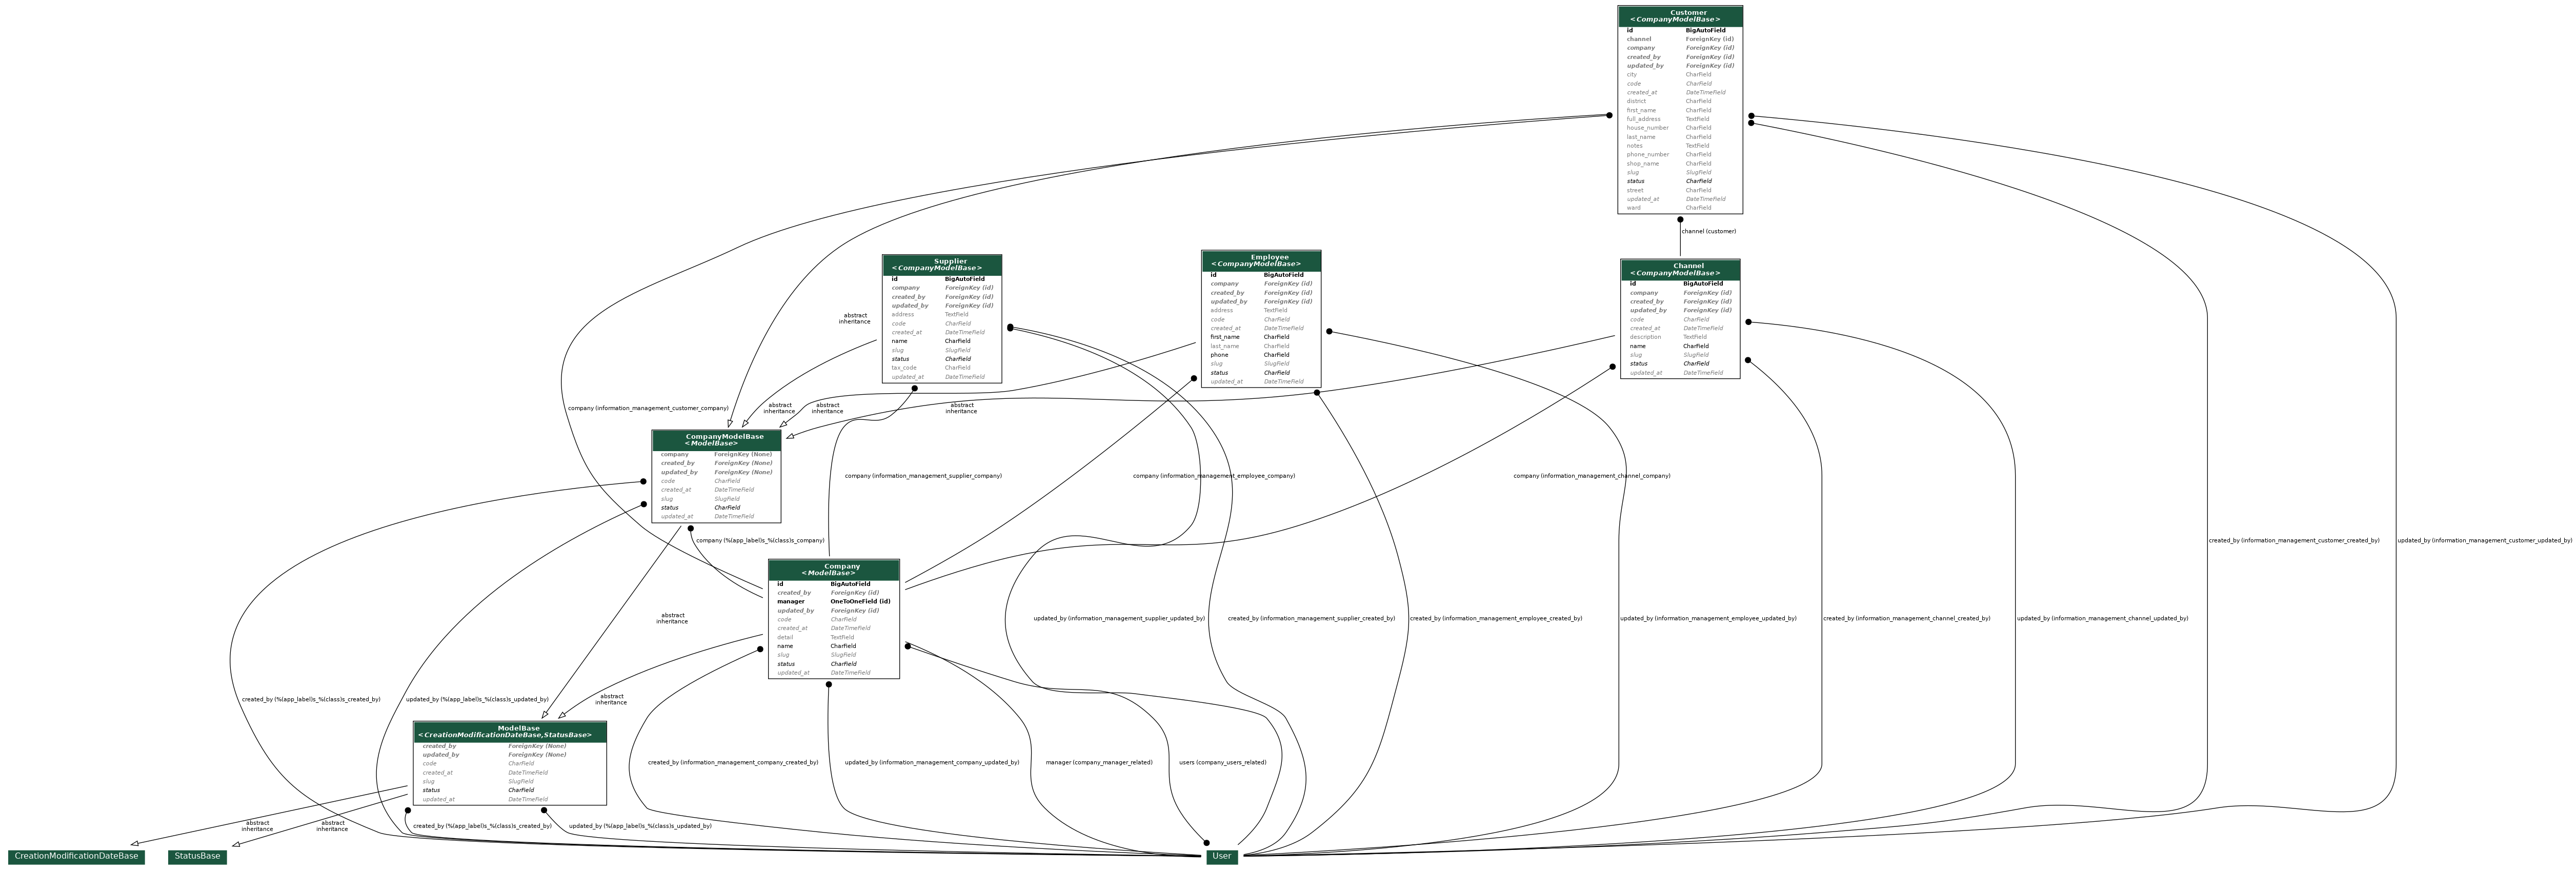 Customer
<CompanyModelBase>
id BigAutoField
channel ForeignKey (id)
company ForeignKey (id)
created_by ForeignKey (id)
updated_by ForeignKey (id)
city CharField
code CharField
created_at DateTimeField
district CharField
first_name CharField
full_address TextField
house_number CharField
last_name CharField
notes TextField
phone_number CharField
shop_name CharField
slug SlugField
status CharField
street CharField
updated_at DateTimeField
ward CharField
channel (customer)
Supplier
<CompanyModelBase>
id BigAutoField
company ForeignKey (id)
created_by ForeignKey (id)
updated_by ForeignKey (id)
address TextField
code CharField
created_at DateTimeField
name CharField
slug SlugField
status CharField
tax_code CharField
updated_at DateTimeField
Employee
<CompanyModelBase>
id BigAutoField
company ForeignKey (id)
created_by ForeignKey (id)
updated_by ForeignKey (id)
address TextField
code CharField
created_at DateTimeField
first_name CharField
last_name CharField
phone CharField
slug SlugField
status CharField
updated_at DateTimeField
Channel
<CompanyModelBase>
id BigAutoField
company ForeignKey (id)
created_by ForeignKey (id)
updated_by ForeignKey (id)
code CharField
created_at DateTimeField
description TextField
name CharField
slug SlugField
status CharField
updated_at DateTimeField
abstract
inheritance
company (information_management_customer_company)
abstract
inheritance
abstract
inheritance
abstract
inheritance
CompanyModelBase
<ModelBase>
company ForeignKey (None)
created_by ForeignKey (None)
updated_by ForeignKey (None)
code CharField
created_at DateTimeField
slug SlugField
status CharField
updated_at DateTimeField
company (information_management_supplier_company)
company (information_management_employee_company)
company (information_management_channel_company)
company (%(app_label)s_%(class)s_company)
created_by (information_management_customer_created_by)
updated_by (information_management_customer_updated_by)
Company
<ModelBase>
id BigAutoField
created_by ForeignKey (id)
manager OneToOneField (id)
updated_by ForeignKey (id)
code CharField
created_at DateTimeField
detail TextField
name CharField
slug SlugField
status CharField
updated_at DateTimeField
abstract
inheritance
updated_by (information_management_supplier_updated_by)
created_by (information_management_supplier_created_by)
created_by (information_management_employee_created_by)
updated_by (information_management_employee_updated_by)
created_by (information_management_channel_created_by)
updated_by (information_management_channel_updated_by)
created_by (%(app_label)s_%(class)s_created_by)
updated_by (%(app_label)s_%(class)s_updated_by)
abstract
inheritance
ModelBase
<CreationModificationDateBase,StatusBase>
created_by ForeignKey (None)
updated_by ForeignKey (None)
code CharField
created_at DateTimeField
slug SlugField
status CharField
updated_at DateTimeField
created_by (information_management_company_created_by)
updated_by (information_management_company_updated_by)
manager (company_manager_related)
users (company_users_related)
abstract
inheritance
abstract
inheritance
created_by (%(app_label)s_%(class)s_created_by)
updated_by (%(app_label)s_%(class)s_updated_by)
CreationModificationDateBase
StatusBase
User